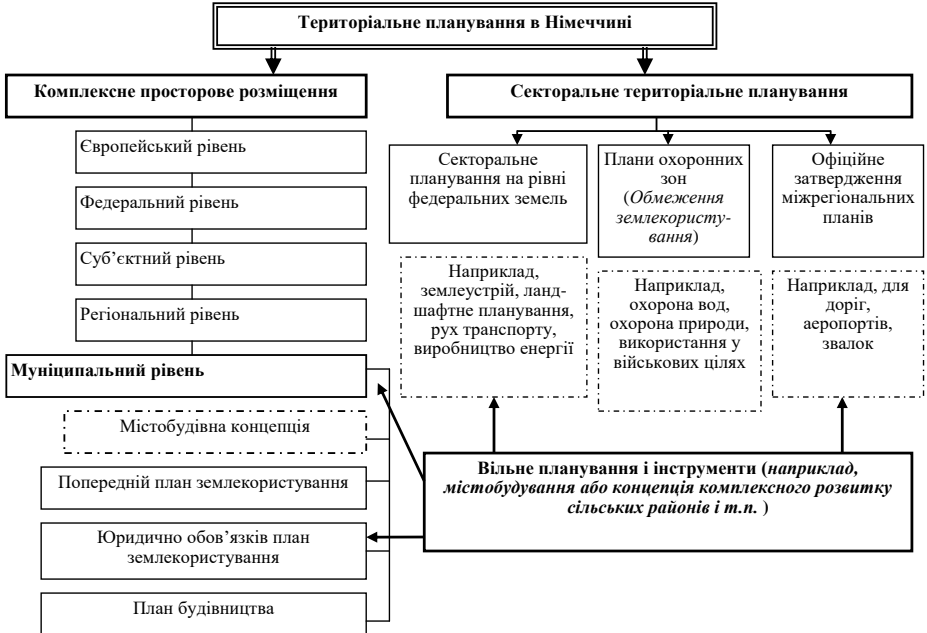 Територіальне планування в Німеччині
Комплексне просторове розміщення
Секторальне територіальне планування
Європейський рівень
Федеральний рівень
Суб’єктний рівень
Регіональний рівень
Муніципальний рівень
Містобудівна концепція
Попередній план землекористування
Юридично обов’язків план
землекористування
План будівництва
Секторальне
планування на рівні
федеральних земель
Плани охоронних
зон
(Обмеження
землекористу-
вання)
Офіційне
затвердження
міжрегіональних
планів
Наприклад,
землеустрій, ланд-
шафтне планування,
рух транспорту,
виробництво енергії
Наприклад,
охорона вод,
охорона природи,
використання у
військових цілях
Наприклад, для
доріг,
аеропортів,
звалок
Вільне планування і інструменти (наприклад,
містобудування або концепція комплексного розвитку
сільських районів і т.п. )